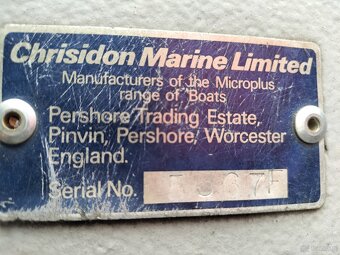 Chrisidon Marine Limited
Manufacturers of the Microplus
range of Boats
Pershore Trading Estate,
Pinvin, Pershore, Worcester
England.
Serial No.